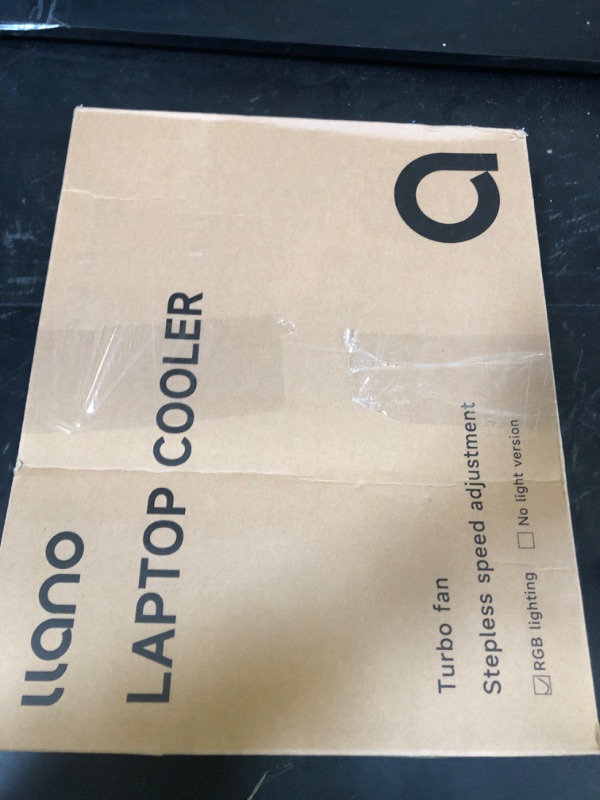 llano
LAPTOP COOLER
Turbo fan
Stepless speed adjustment
RGB lighting No light version